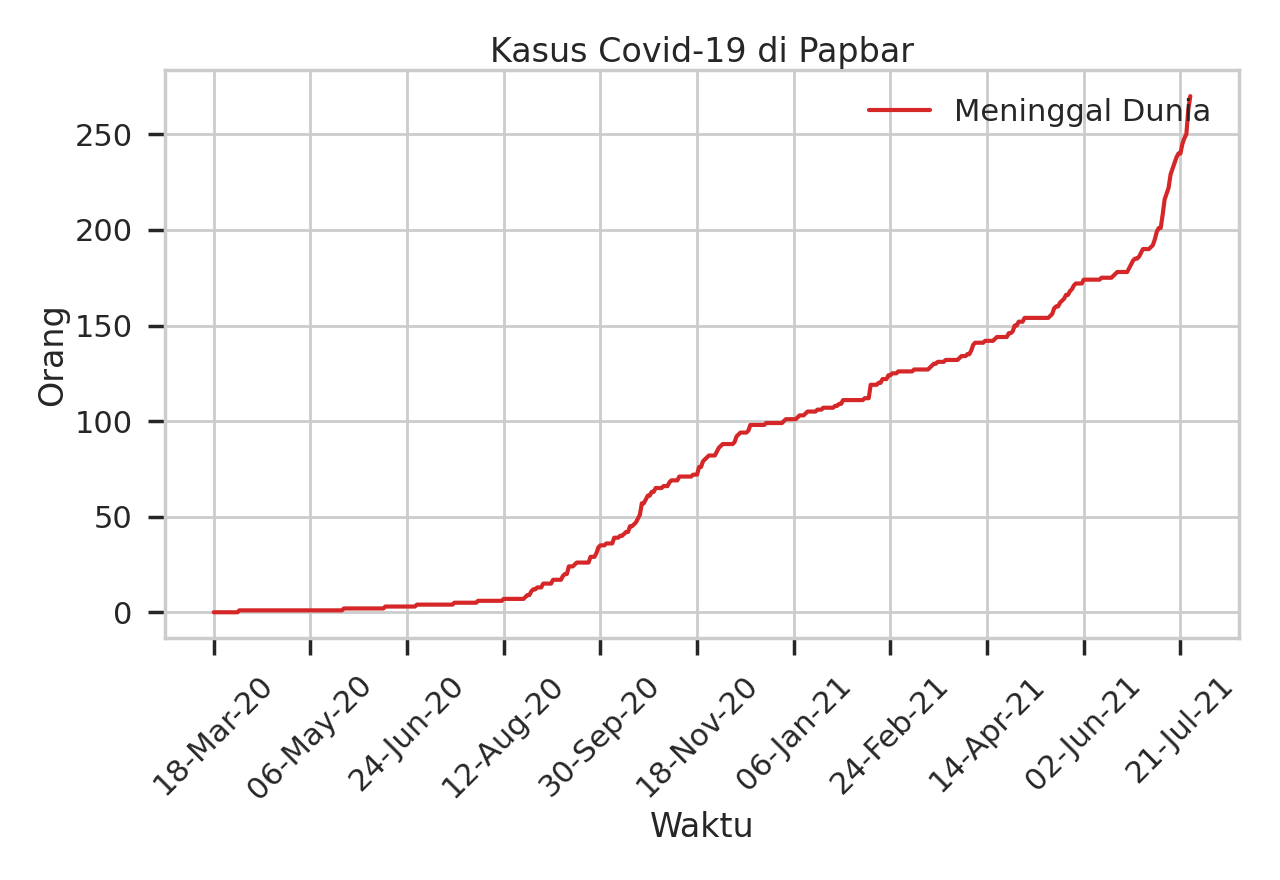 Kasus Covid-19 di Papbar
Meninggal Dunia
Orang
250
200
150
100
50
0
18-Mar-20
06-May-20
24-Jun-20
12-Aug-20
30-Sep-20
18-Nov-20
06-Jan-21
24-Feb-21
14-Apr-21
02-Jun-21
21-Jul-21
Waktu